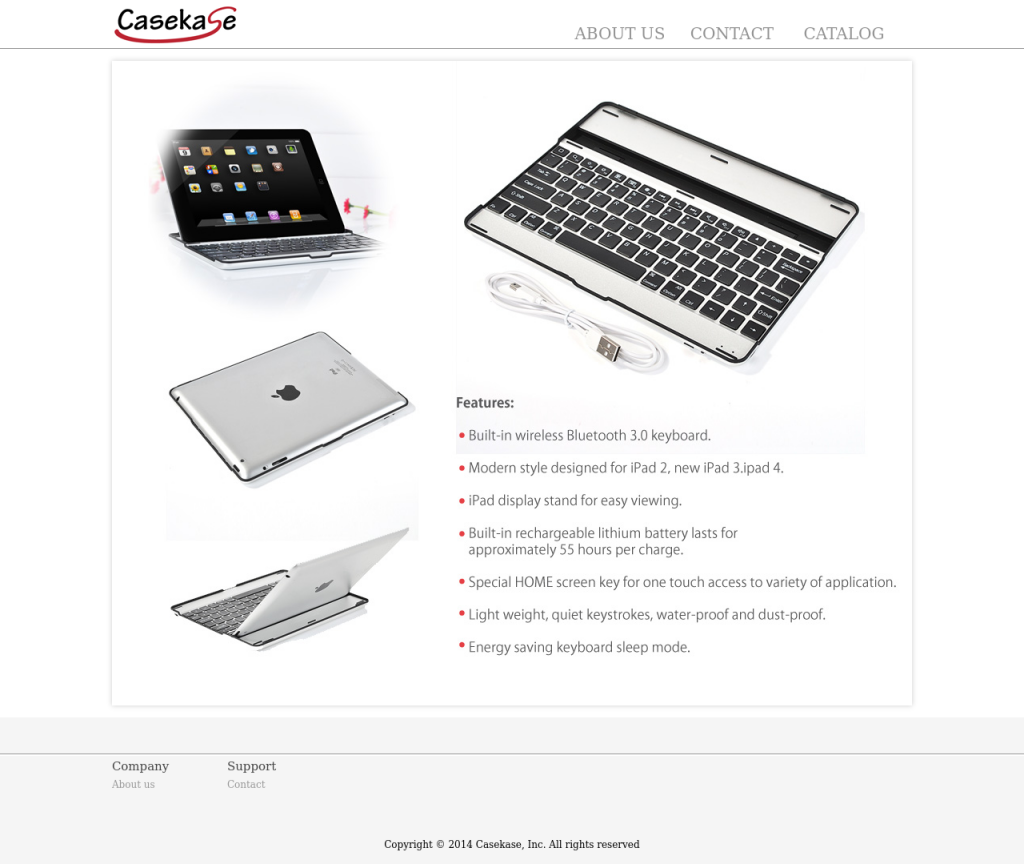 Casekase
ABOUT US
CONTACT
CATALOG
Features:
Built-in wireless Bluetooth 3.0 keyboard.
Modern style designed for iPad 2, new iPad 3.ipad 4.
iPad display stand for easy viewing.
Built-in rechargeable lithium battery lasts for
approximately 55 hours per charge.
Special HOME screen key for one touch access to variety of application.
Light weight, quiet keystrokes, water-proof and dust-proof.
Energy saving keyboard sleep mode.
Company
Support
About us
Contact
Copyright © 2014 Casekase, Inc. All rights reserved